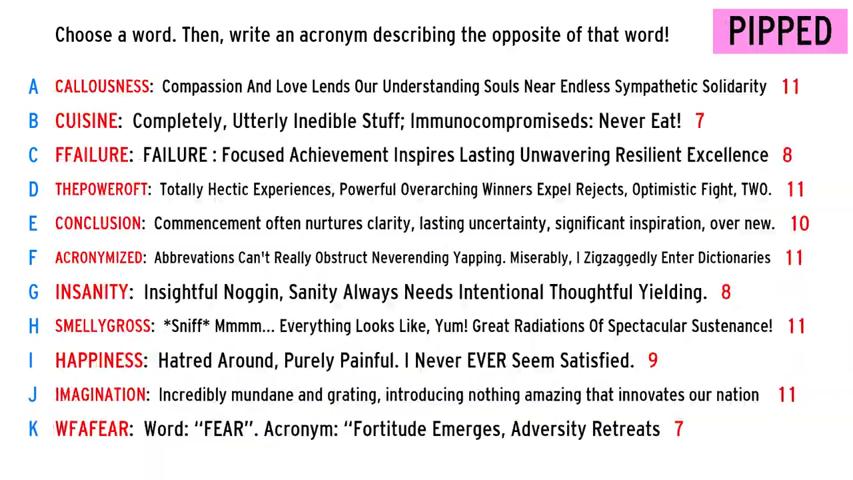 Choose a word. Then, write an acronym describing the opposite of that word! PIPPED
A CALLOUSNESS: Compassion And Love Lends Our Understanding Souls Near Endless Sympathetic Solidarity 11
B CUISINE: Completely, Utterly Inedible Stuff; Immunocompromiseds: Never Eat! 7
C FFAILURE: FAILURE : Focused Achievement Inspires Lasting Unwavering Resilient Excellence 8
D THEPOWEROFT: Totally Hectic Experiences, Powerful Overarching Winners Expel Rejects, Optimistic Fight, TWO. 11
E CONCLUSION: Commencement often nurtures clarity, lasting uncertainty, significant inspiration, over new. 10
F ACRONYMIZED: Abbrevations Can't Really Obstruct Neverending Yapping. Miserably, I Zigzaggedly Enter Dictionaries 11
G INSANITY: Insightful Noggin, Sanity Always Needs Intentional Thoughtful Yielding. 8
H SMELLYGROSS: *Sniff* Mmmm... Everything Looks Like, Yum! Great Radiations Of Spectacular Sustenance! 11
I HAPPINESS: Hatred Around, Purely Painful. I Never EVER Seem Satisfied. 9
J IMAGINATION: Incredibly mundane and grating, introducing nothing amazing that innovates our nation 11
K WFAFEAR: Word: “FEAR”. Acronym: “Fortitude Emerges, Adversity Retreats 7